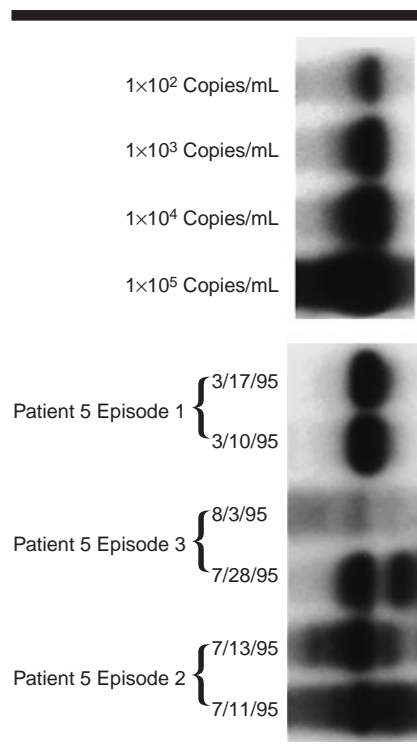 1×10² Copies/mL
1×10³ Copies/mL
1×10⁴ Copies/mL
1×10⁵ Copies/mL
3/17/95
Patient 5 Episode 1
3/10/95
8/3/95
Patient 5 Episode 3
7/28/95
7/13/95
Patient 5 Episode 2
7/11/95